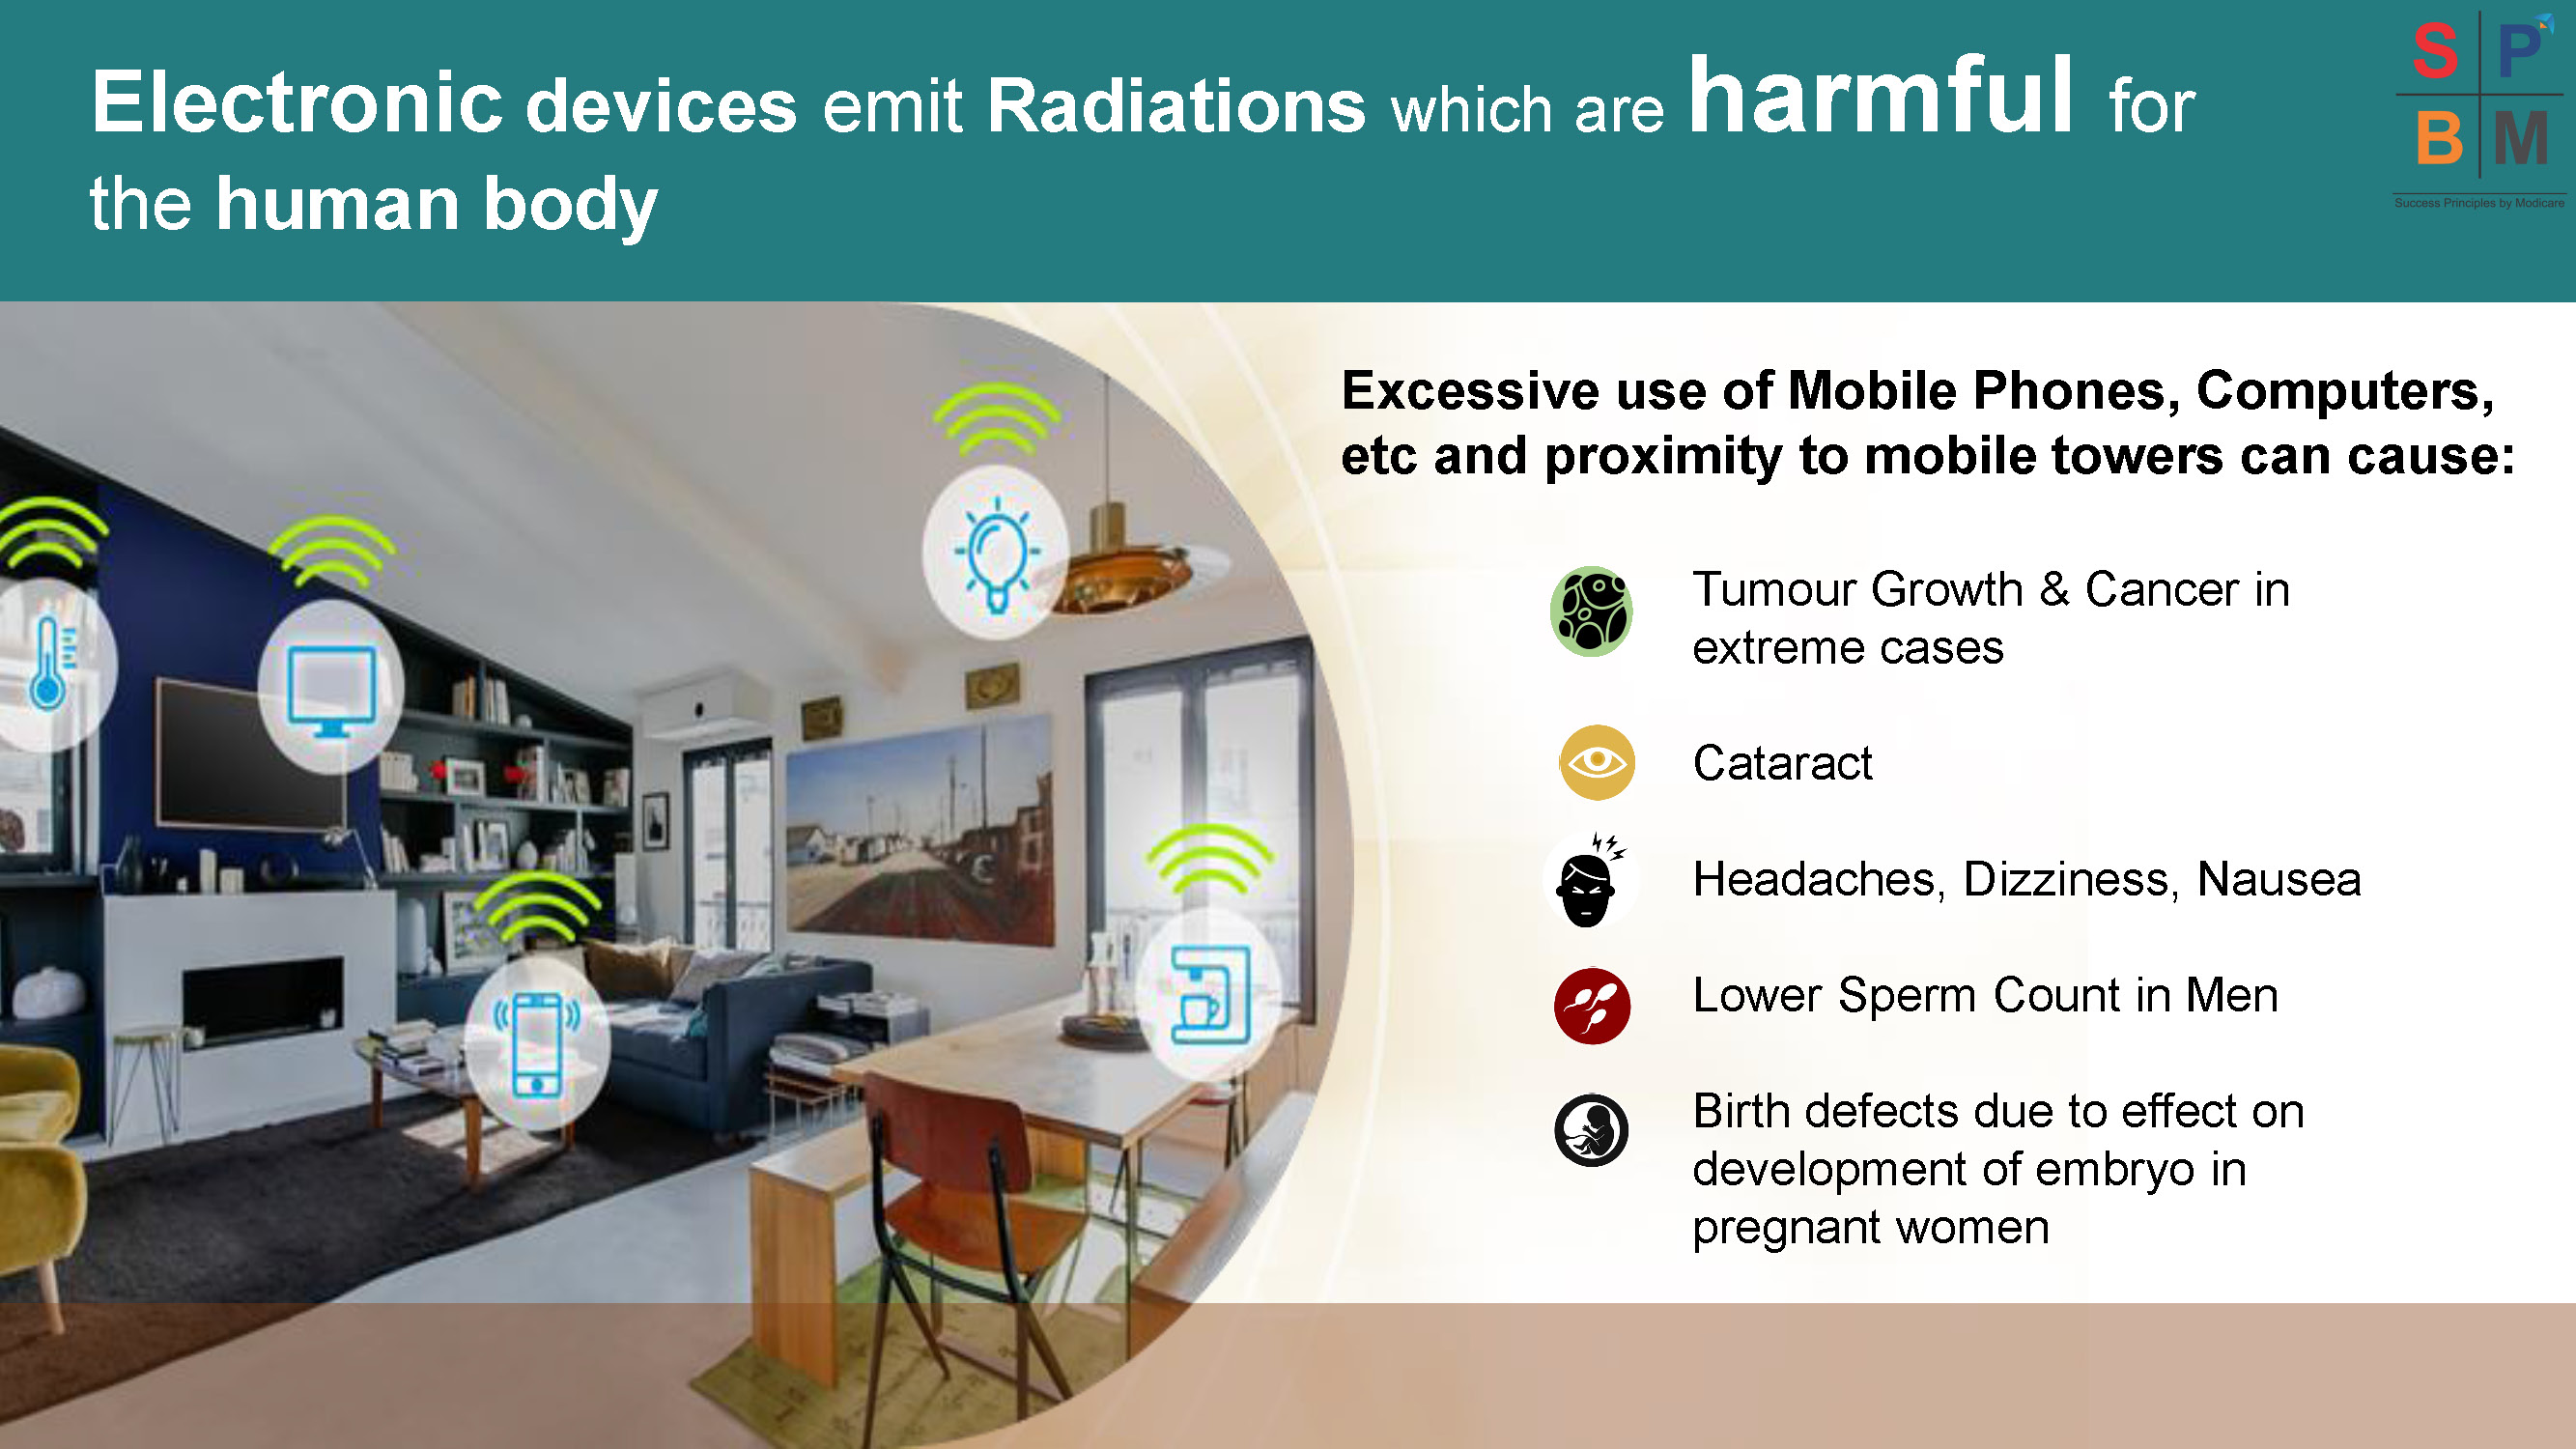 Electronic devices emit Radiations which are harmful for
the human body
S P
B M
Success Principles by Modicare
Excessive use of Mobile Phones, Computers,
etc and proximity to mobile towers can cause:
Tumour Growth & Cancer in
extreme cases
Cataract
Headaches, Dizziness, Nausea
Lower Sperm Count in Men
Birth defects due to effect on
development of embryo in
pregnant women